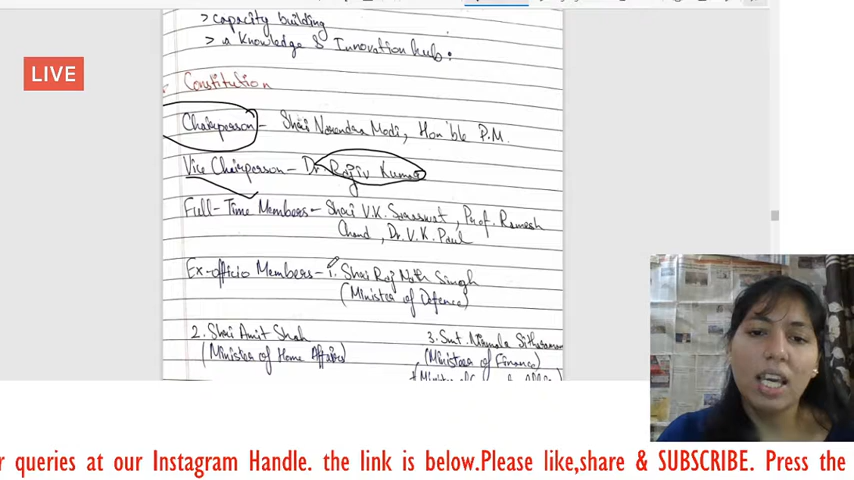 > capacity building
> a Knowledge & Innovation hub:
LIVE
Constitution
Chairperson - Shri Narendra Modi, Hon'ble P.M.
Vice Chairperson - Dr Rajiv Kumar
Full-Time Members - Shri V.K. Saraswat, Prof. Ramesh
Chand, Dr. V.K. Paul
Ex-officio Members - 1. Shri Raj Nath Singh
(Minister of Defence)
2. Shri Amit Shah
(Minister of Home Affairs)
3. Smt. Nirmala Sitharaman
(Minister of Finance)
r queries at our Instagram Handle. the link is below.Please like,share & SUBSCRIBE. Press the